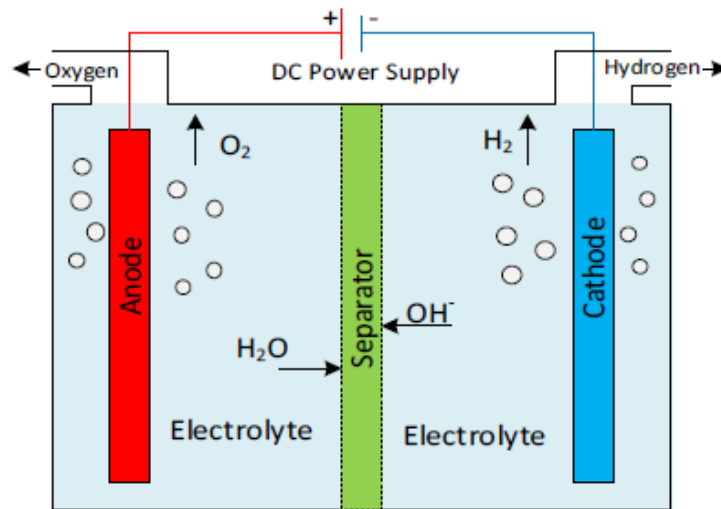 + -
Oxygen
DC Power Supply
Hydrogen
O₂
H₂
Anode
Separator
Cathode
OH⁻
H₂O
Electrolyte
Electrolyte